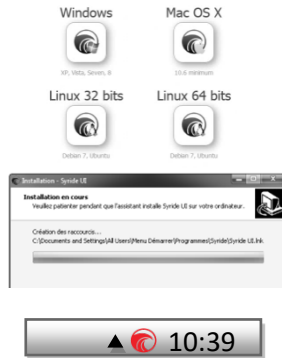 Windows
Mac OS X
XP, Vista, Seven, 8
10.6 minimum
Linux 32 bits
Linux 64 bits
Debian 7, Ubuntu
Debian 7, Ubuntu
Installation - Syride UI
Installation en cours
Veuillez patienter pendant que l'assistant installe Syride UI sur votre ordinateur.
Création des raccourcis...
C:\Documents and Settings\All Users\Menu Démarrer\Programmes\Syride\Syride UI.lnk
10:39